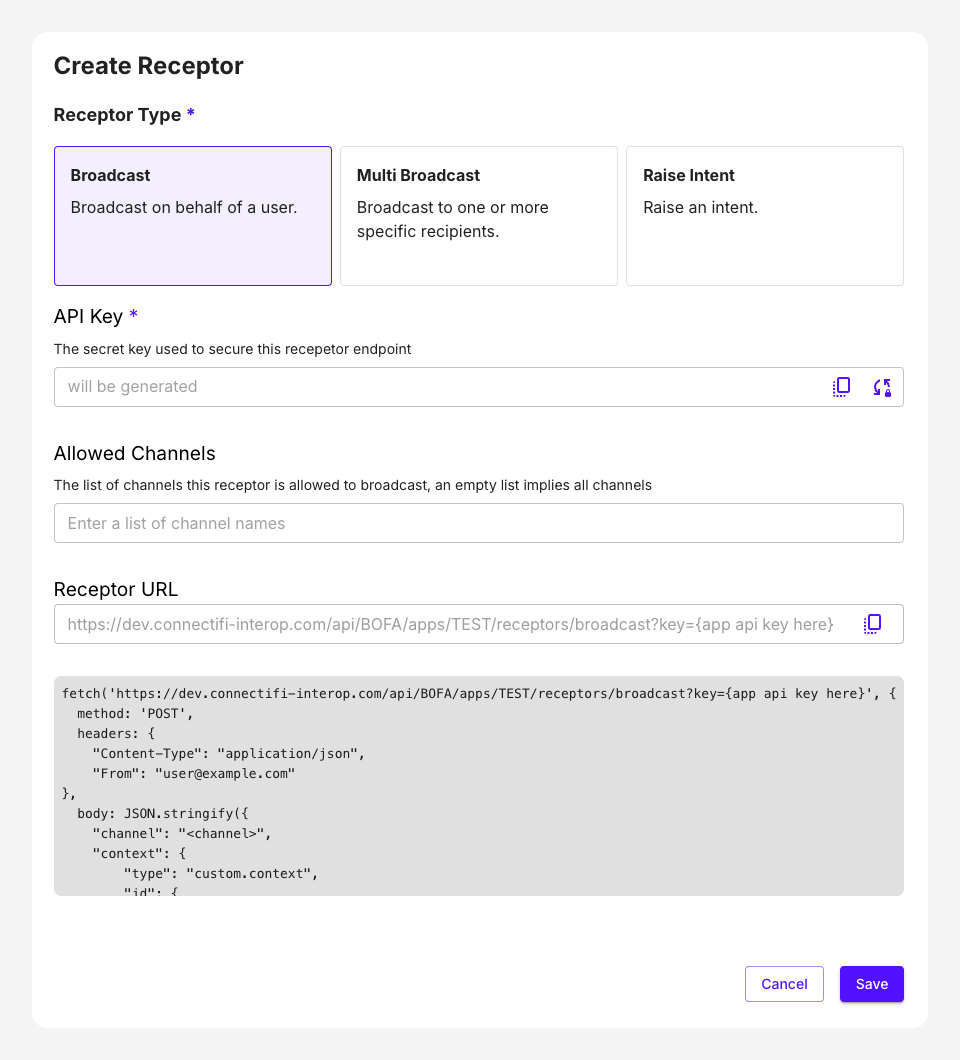 Create Receptor
Receptor Type *
Broadcast
Broadcast on behalf of a user.
Multi Broadcast
Broadcast to one or more
specific recipients.
Raise Intent
Raise an intent.
API Key *
The secret key used to secure this recepetor endpoint
will be generated
Allowed Channels
The list of channels this receptor is allowed to broadcast, an empty list implies all channels
Enter a list of channel names
Receptor URL
https://dev.connectifi-interop.com/api/BOFA/apps/TEST/receptors/broadcast?key={app api key here}
fetch('https://dev.connectifi-interop.com/api/BOFA/apps/TEST/receptors/broadcast?key={app api key here}', {
  method: 'POST',
  headers: {
    "Content-Type": "application/json",
    "From": "user@example.com"
},
  body: JSON.stringify({
    "channel": "<channel>",
    "context": {
        "type": "custom.context",
        "id": {
Cancel
Save